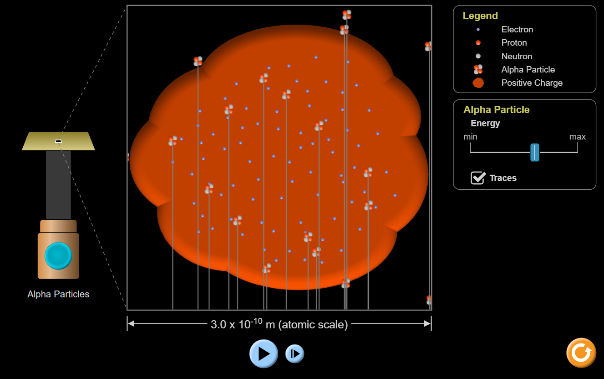 Legend
Electron
Proton
Neutron
Alpha Particle
Positive Charge
Alpha Particle
Energy
min max
Traces
Alpha Particles
3.0 x 10⁻¹⁰ m (atomic scale)